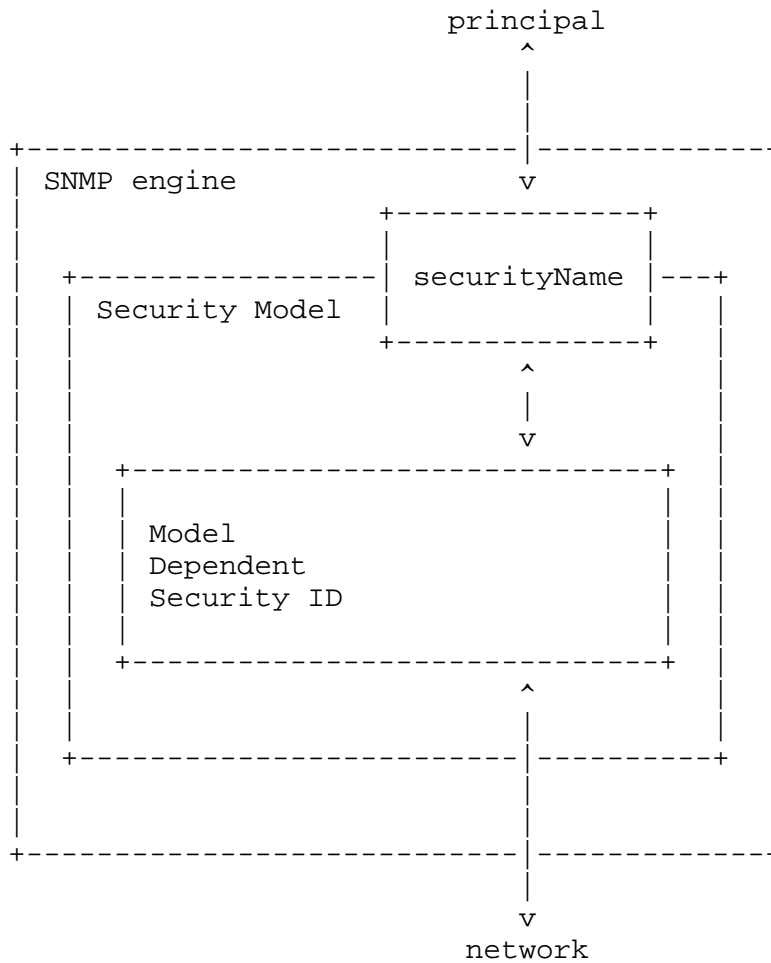 principal
SNMP engine
securityName
Security Model
Model
Dependent
Security ID
network